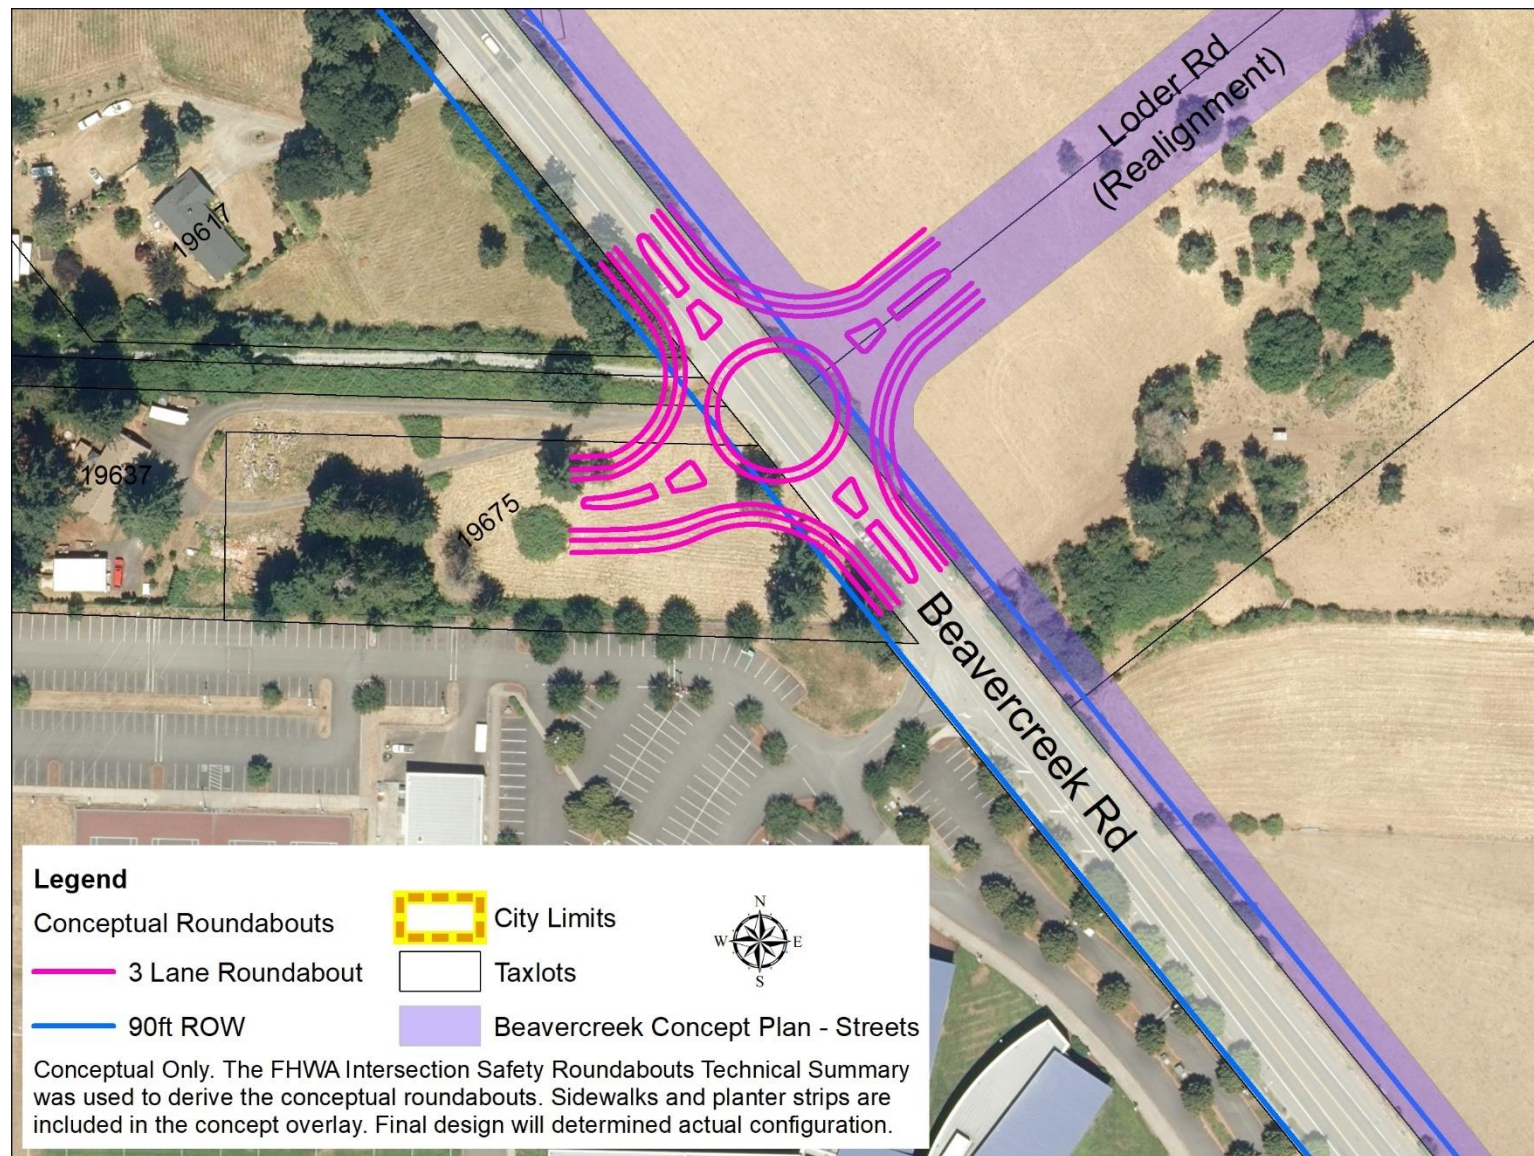 Loder Rd
(Realignment)
19617
19637
19675
Beavercreek Rd
Legend
Conceptual Roundabouts
3 Lane Roundabout
90ft ROW
City Limits
Taxlots
Beavercreek Concept Plan - Streets
N
W E
S
Conceptual Only. The FHWA Intersection Safety Roundabouts Technical Summary
was used to derive the conceptual roundabouts. Sidewalks and planter strips are
included in the concept overlay. Final design will determined actual configuration.